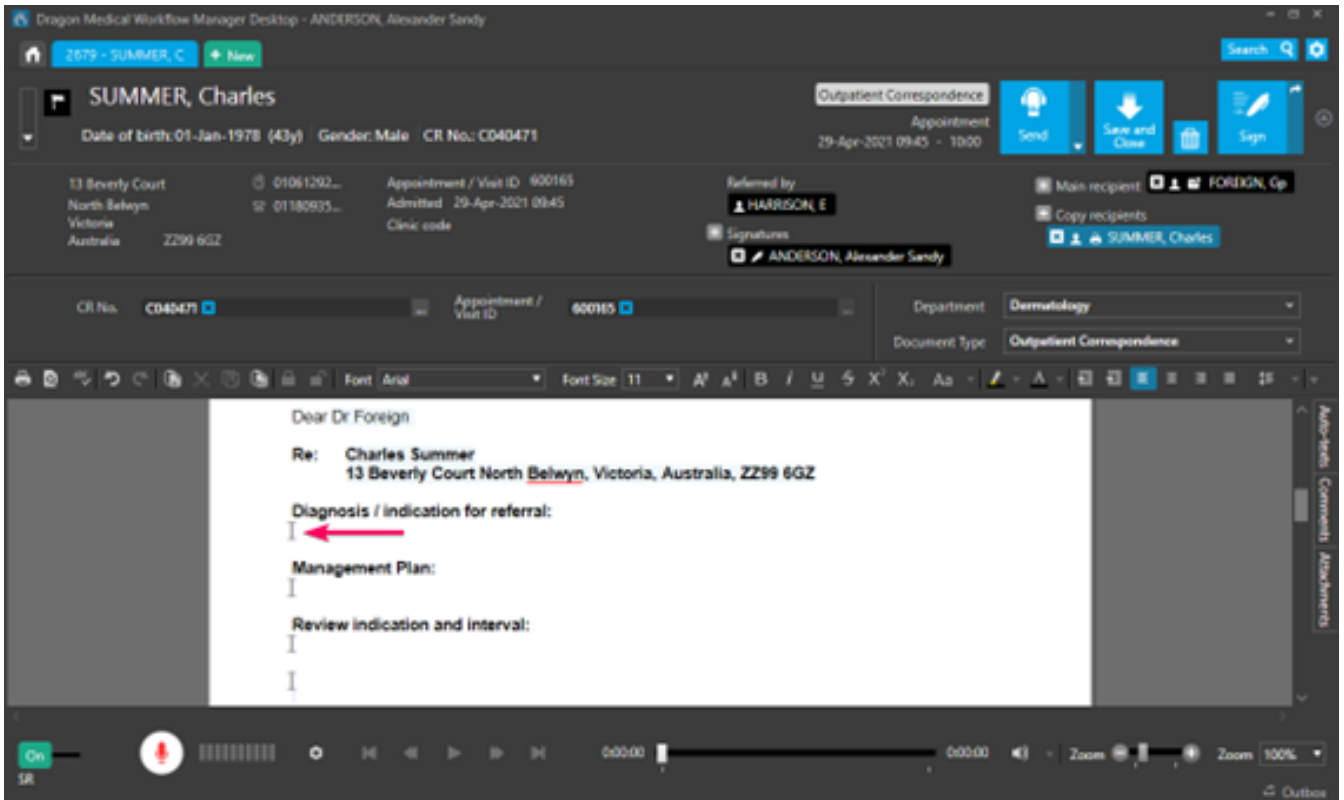 Dragon Medical Workflow Manager Desktop - ANDERSON, Alexander Sandy
2679 - SUMMER, C
+ New
Search
SUMMER, Charles
Date of birth: 01-Jan-1978 (43y) Gender: Male CR No.: C040471
Outpatient Correspondence
Appointment
29-Apr-2021 09:45 - 10:00
Send
Save and Close
Sign
13 Beverly Court
North Belwyn
Victoria
Australia ZZ99 6GZ
01061292...
01180935...
Appointment / Visit ID 600165
Admitted 29-Apr-2021 09:45
Clinic code
Referred by
HARRISON, E
Signatures
ANDERSON, Alexander Sandy
Main recipient FOREIGN, Gp
Copy recipients
SUMMER, Charles
CR No. C040471 ...
Appointment / Visit ID 600165 ...
Department Dermatology
Document Type Outpatient Correspondence
Font Arial Font Size 11 A A B I U S X² X₂ Aa A
Dear Dr Foreign
Re: Charles Summer
13 Beverly Court North Belwyn, Victoria, Australia, ZZ99 6GZ
Diagnosis / indication for referral:
Management Plan:
Review indication and interval:
Auto-texts
Comments
Attachments
On
SR
0:00:00
0:00:00
Zoom
Zoom 100%
Outbox